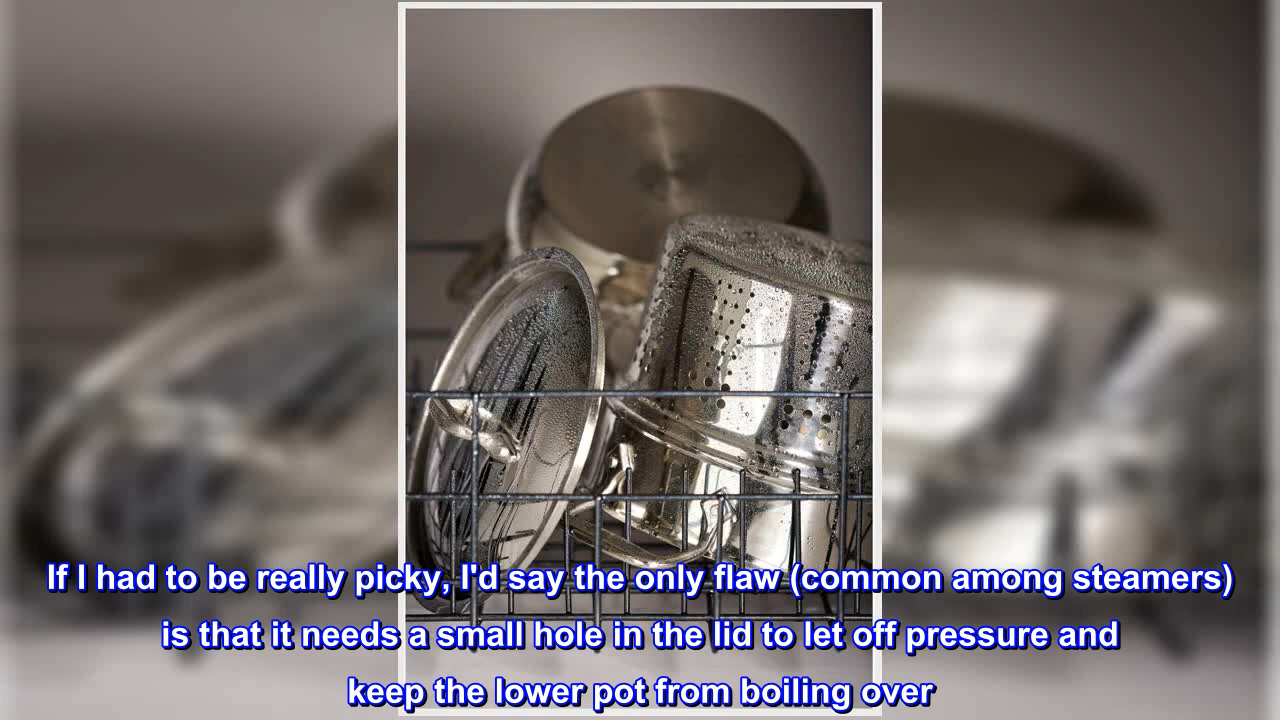 If I had to be really picky, I'd say the only flaw (common among steamers)
is that it needs a small hole in the lid to let off pressure and
keep the lower pot from boiling over